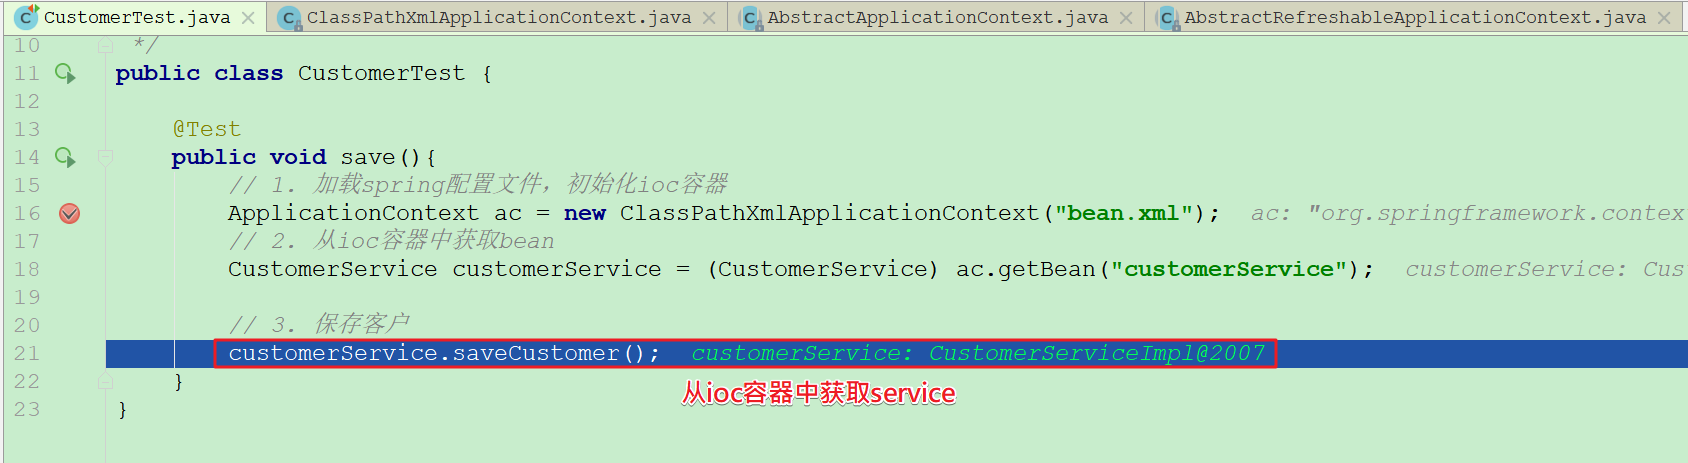 CustomerTest.java ClassPathXmlApplicationContext.java AbstractApplicationContext.java AbstractRefreshableApplicationContext.java
10 */
11 public class CustomerTest {
12
13 @Test
14 public void save(){
15 // 1. 加载spring配置文件，初始化ioc容器
16 ApplicationContext ac = new ClassPathXmlApplicationContext("bean.xml"); ac: "org.springframework.contex
17 // 2. 从ioc容器中获取bean
18 CustomerService customerService = (CustomerService) ac.getBean("customerService"); customerService: Cus
19
20 // 3. 保存客户
21 customerService.saveCustomer(); customerService: CustomerServiceImpl@2007
22 }
从ioc容器中获取service
23 }